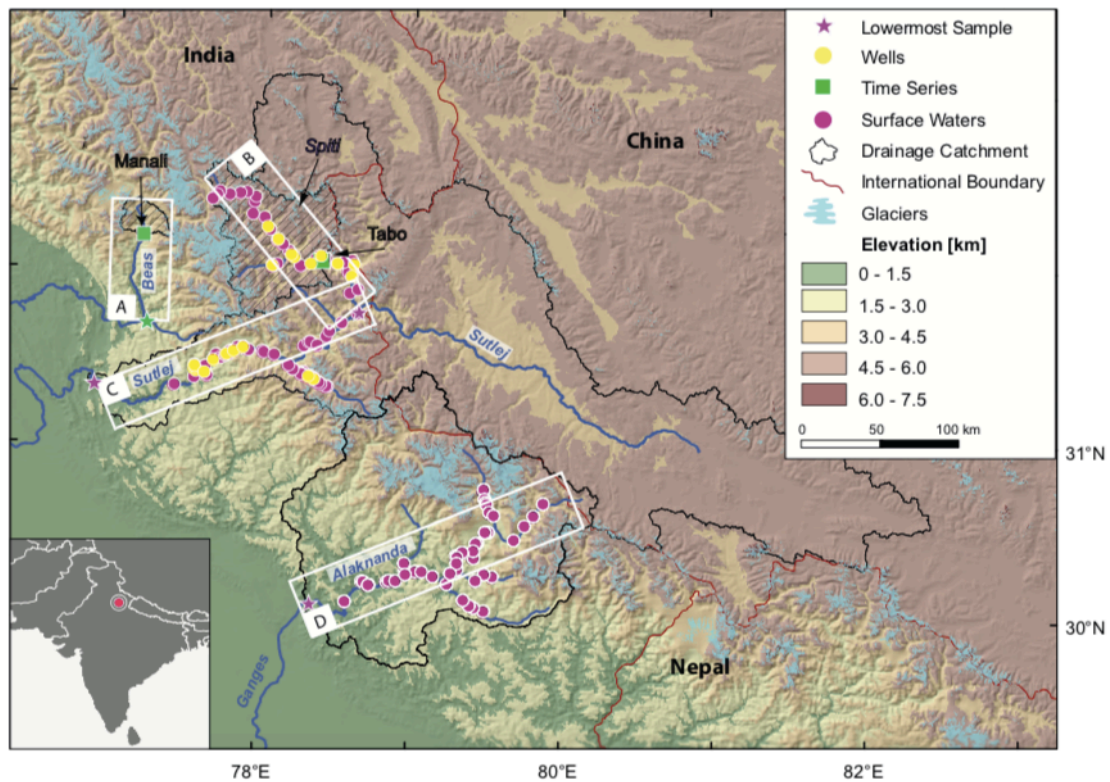 India
China
Nepal
Manali
Spiti
Tabo
Beas
A
B
C
D
Sutlej
Sutlej
Alaknanda
Ganges
Lowermost Sample
Wells
Time Series
Surface Waters
Drainage Catchment
International Boundary
Glaciers
Elevation [km]
0 - 1.5
1.5 - 3.0
3.0 - 4.5
4.5 - 6.0
6.0 - 7.5
0 50 100 km
31°N
30°N
78°E 80°E 82°E